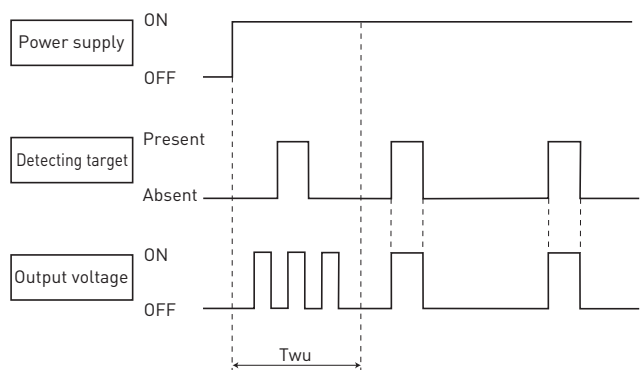 Power supply
ON
OFF
Detecting target
Present
Absent
Output voltage
ON
OFF
Twu